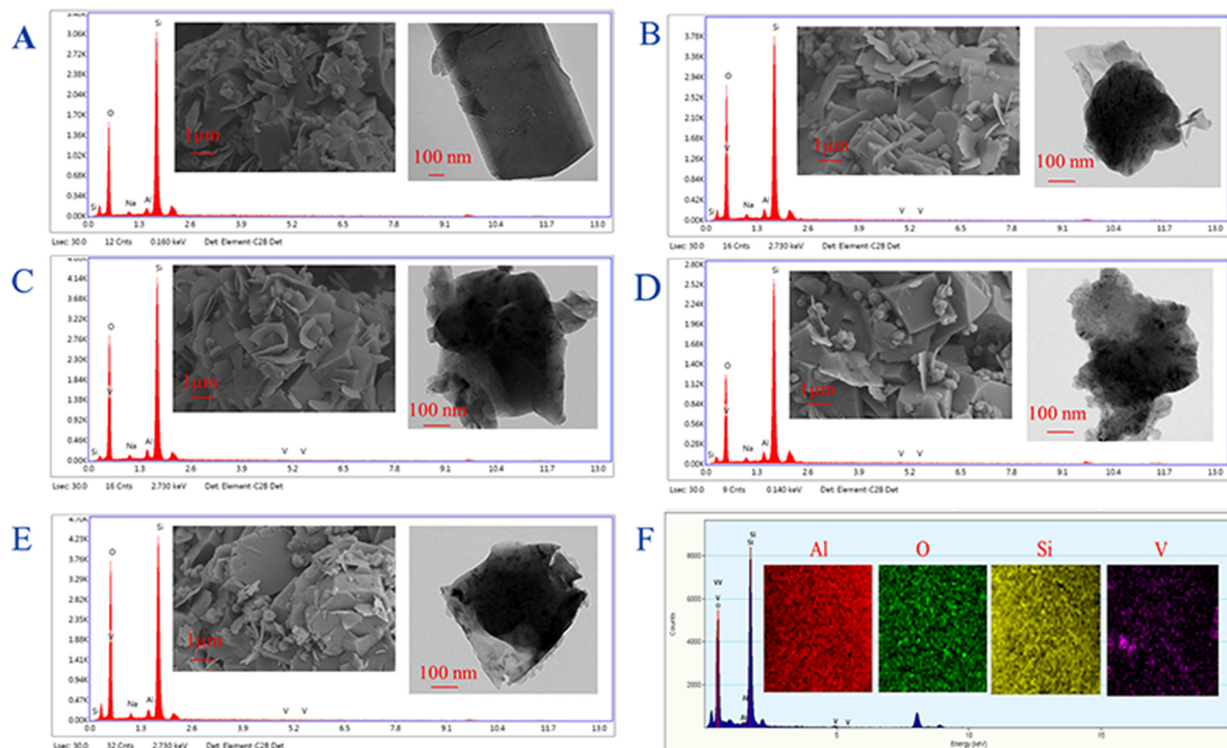 A
3.40K
3.06K
2.72K
2.38K
2.04K
1.70K
1.36K
1.02K
0.68K
0.34K
0.00K
Si
O
Na
Al
Si
1μm
100 nm
0.0 1.3 2.6 3.9 5.2 6.5 7.8 9.1 10.4 11.7 13.0
Lsec: 30.0 12 Cnts 0.160 keV Det: Element-C2B Det
B
3.78K
3.36K
2.94K
2.52K
2.10K
1.68K
1.26K
0.84K
0.42K
0.00K
Si
O
V
Na
Al
Si
V V
1μm
100 nm
0.0 1.3 2.6 3.9 5.2 6.5 7.8 9.1 10.4 11.7 13.0
Lsec: 30.0 16 Cnts 2.730 keV Det: Element-C2B Det
C
4.14K
3.68K
3.22K
2.76K
2.30K
1.84K
1.38K
0.92K
0.46K
0.00K
Si
O
V
Na
Al
Si
V V
1μm
100 nm
0.0 1.3 2.6 3.9 5.2 6.5 7.8 9.1 10.4 11.7 13.0
Lsec: 30.0 16 Cnts 2.730 keV Det: Element-C2B Det
D
2.80K
2.52K
2.24K
1.96K
1.68K
1.40K
1.12K
0.84K
0.56K
0.28K
0.00K
Si
O
V
Na
Al
Si
V V
1μm
100 nm
0.0 1.3 2.6 3.9 5.2 6.5 7.8 9.1 10.4 11.7 13.0
Lsec: 30.0 9 Cnts 0.140 keV Det: Element-C2B Det
E
4.70K
4.23K
3.76K
3.29K
2.82K
2.35K
1.88K
1.41K
0.94K
0.47K
0.00K
Si
O
V
Na
Al
Si
V V
1μm
100 nm
0.0 1.3 2.6 3.9 5.2 6.5 7.8 9.1 10.4 11.7 13.0
Lsec: 30.0 32 Cnts 2.730 keV Det: Element-C2B Det
F
Al O Si V
8000
6000
4000
2000
Counts
VV
V
O
Al
Al
Si
Si
V V
5 10 15
Energy (keV)